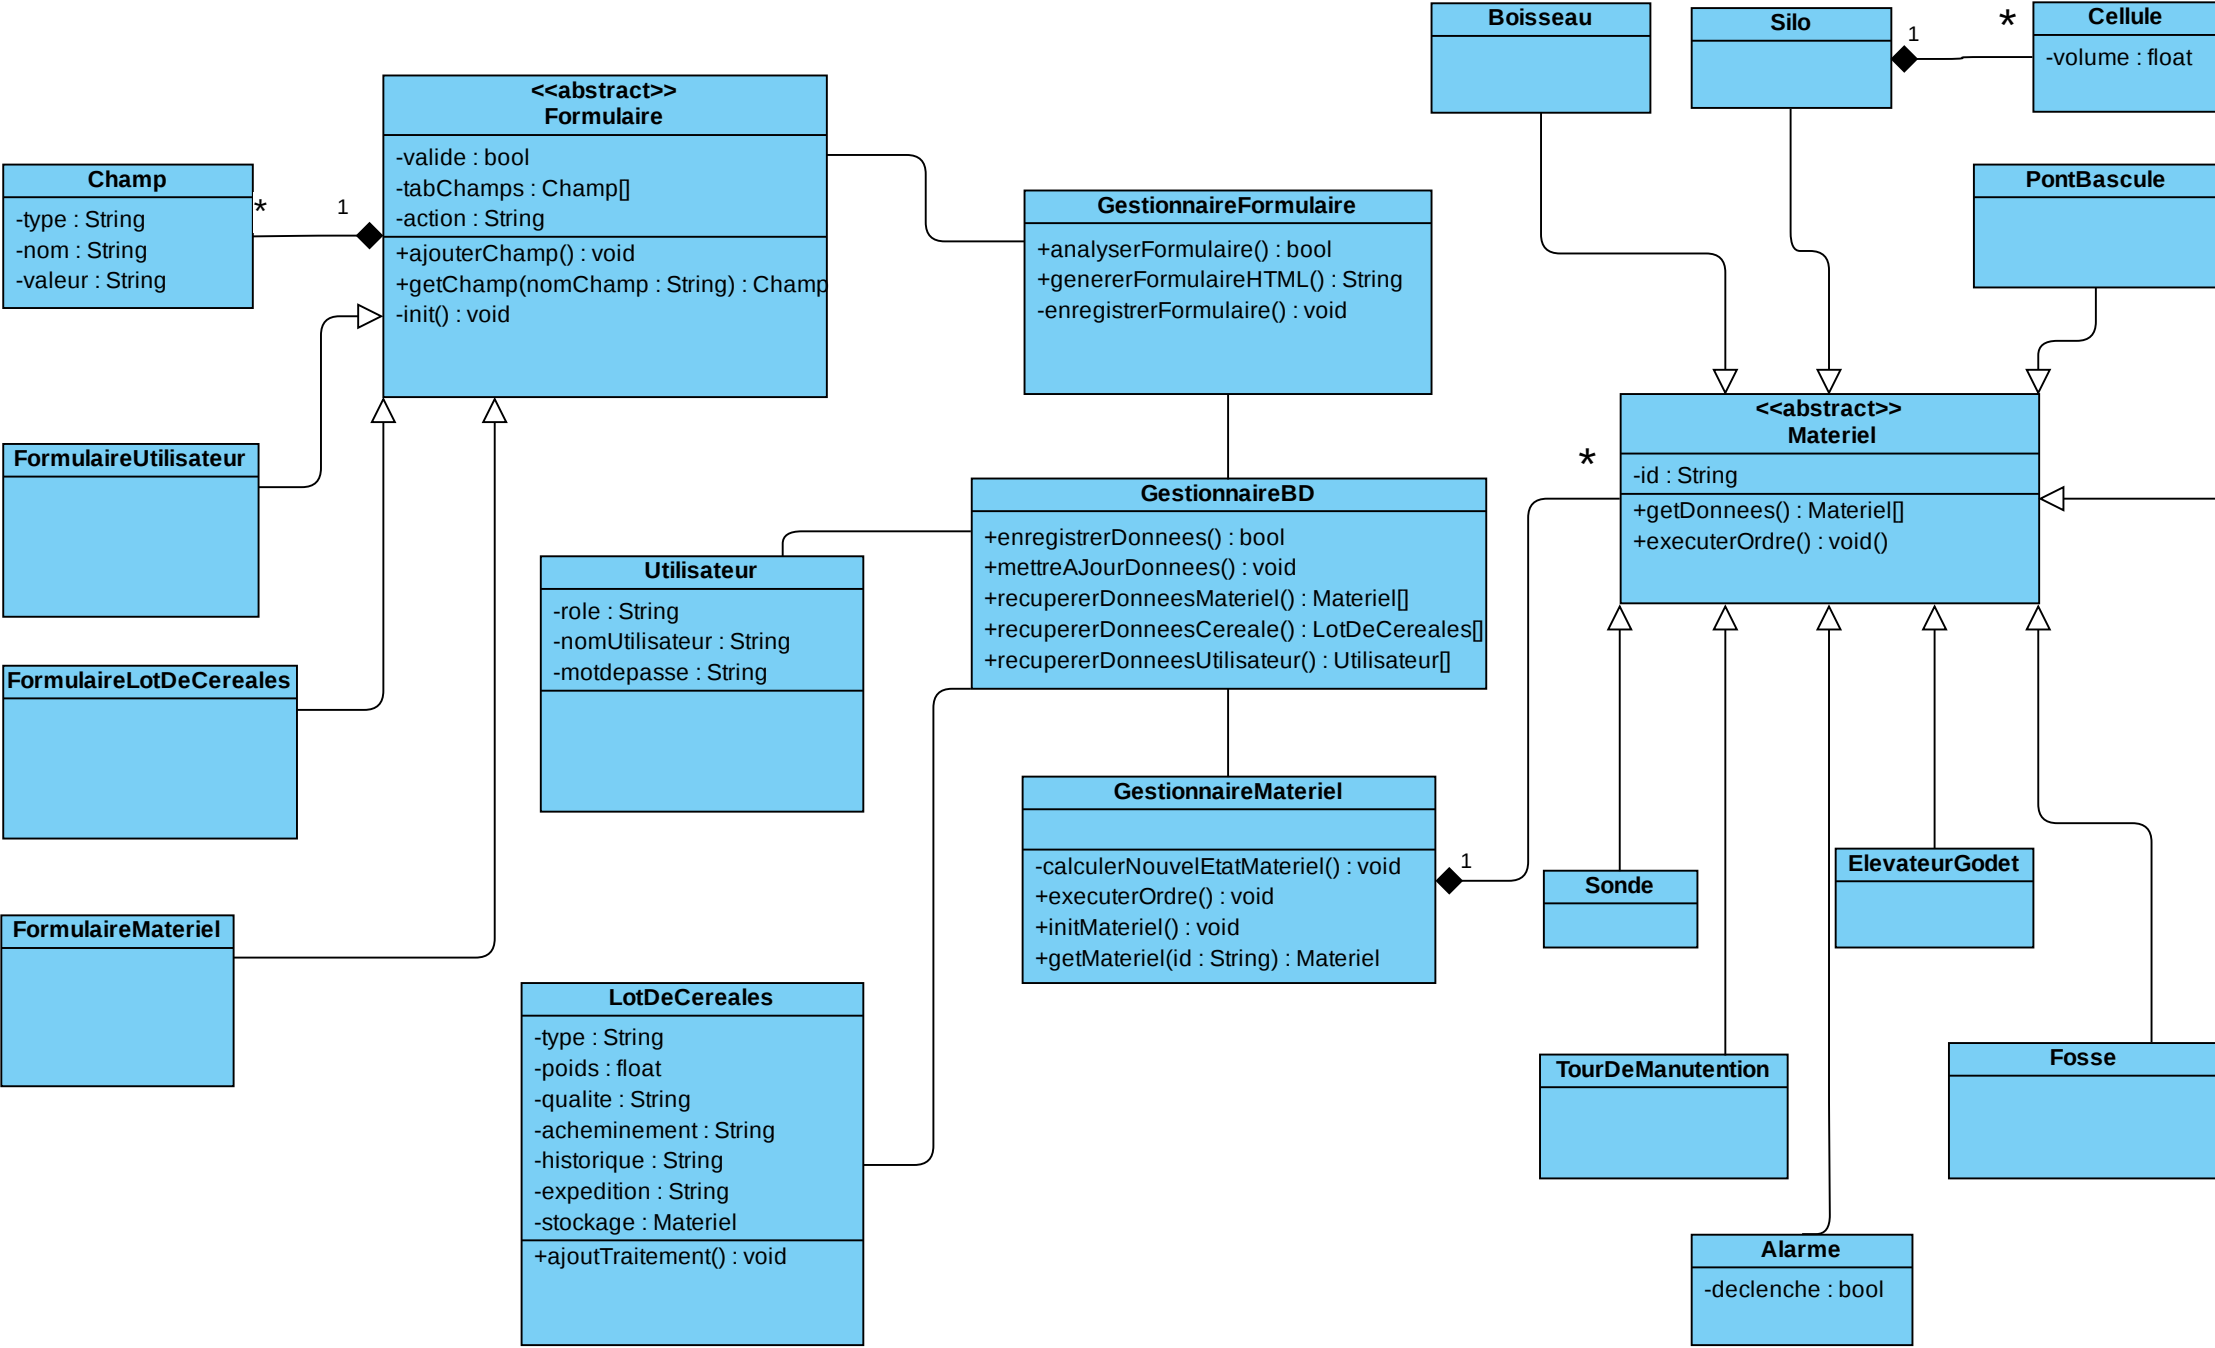 Boisseau
Silo
1
*
Cellule
-volume : float
<<abstract>>
Formulaire
-valide : bool
-tabChamps : Champ[]
-action : String
+ajouterChamp() : void
+getChamp(nomChamp : String) : Champ
-init() : void
Champ
-type : String
-nom : String
-valeur : String
*
1
GestionnaireFormulaire
+analyserFormulaire() : bool
+genererFormulaireHTML() : String
-enregistrerFormulaire() : void
PontBascule
<<abstract>>
Materiel
-id : String
+getDonnees() : Materiel[]
+executerOrdre() : void()
*
FormulaireUtilisateur
GestionnaireBD
+enregistrerDonnees() : bool
+mettreAJourDonnees() : void
+recupererDonneesMateriel() : Materiel[]
+recupererDonneesCereale() : LotDeCereales[]
+recupererDonneesUtilisateur() : Utilisateur[]
Utilisateur
-role : String
-nomUtilisateur : String
-motdepasse : String
FormulaireLotDeCereales
GestionnaireMateriel
-calculerNouvelEtatMateriel() : void
+executerOrdre() : void
+initMateriel() : void
+getMateriel(id : String) : Materiel
1
Sonde
ElevateurGodet
FormulaireMateriel
LotDeCereales
-type : String
-poids : float
-qualite : String
-acheminement : String
-historique : String
-expedition : String
-stockage : Materiel
+ajoutTraitement() : void
TourDeManutention
Fosse
Alarme
-declenche : bool